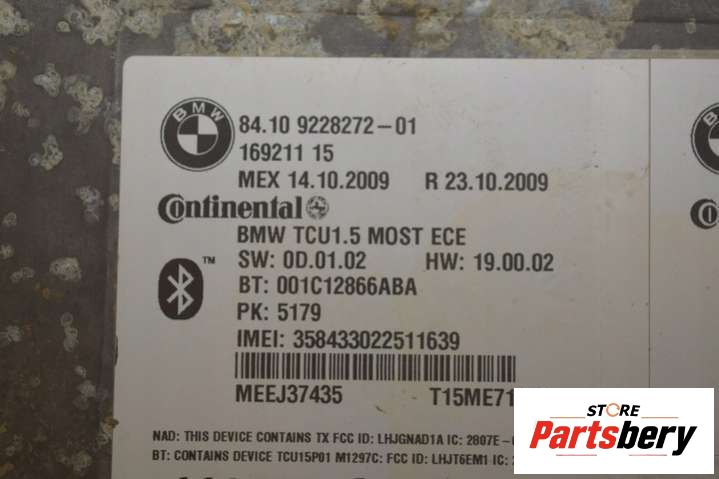 BMW
84.10 9228272-01
169211 15
MEX 14.10.2009 R 23.10.2009
Continental
BMW TCU1.5 MOST ECE
TM
SW: 0D.01.02 HW: 19.00.02
BT: 001C12866ABA
PK: 5179
IMEI: 358433022511639
MEEJ37435 T15ME71
NAD: THIS DEVICE CONTAINS TX FCC ID: LHJGNAD1A IC: 2807E-
BT: CONTAINS DEVICE TCU15P01 M1297C: FCC ID: LHJT6EM1 IC:
STORE
Partsbery